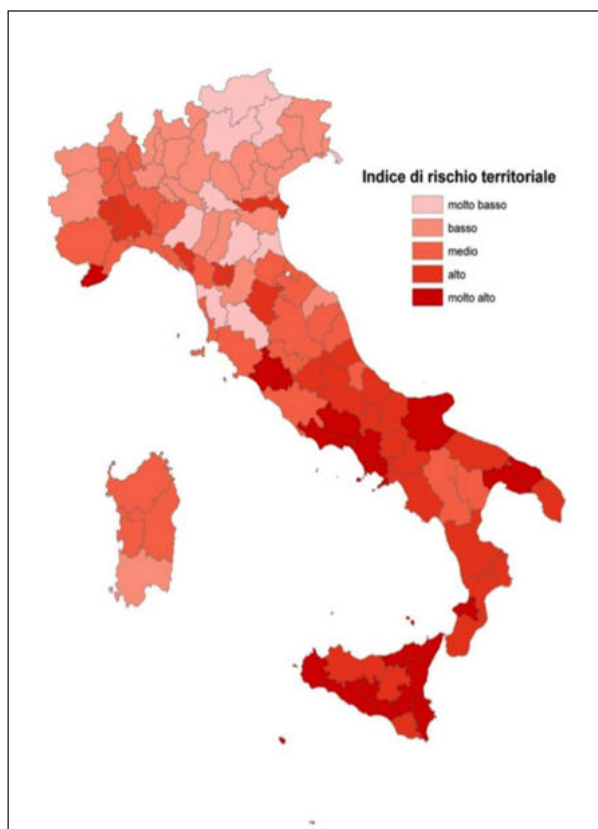 Indice di rischio territoriale
molto basso
basso
medio
alto
molto alto